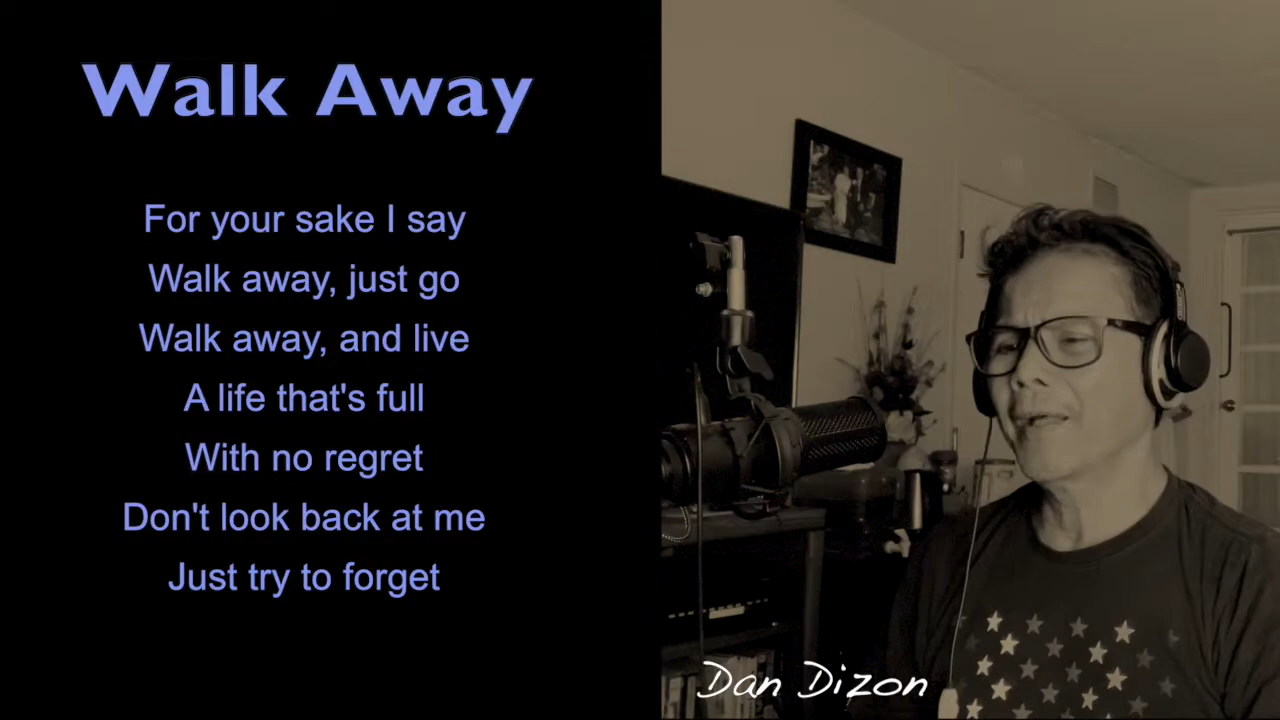 Walk Away
For your sake I say
Walk away, just go
Walk away, and live
A life that's full
With no regret
Don't look back at me
Just try to forget
Dan Dizon